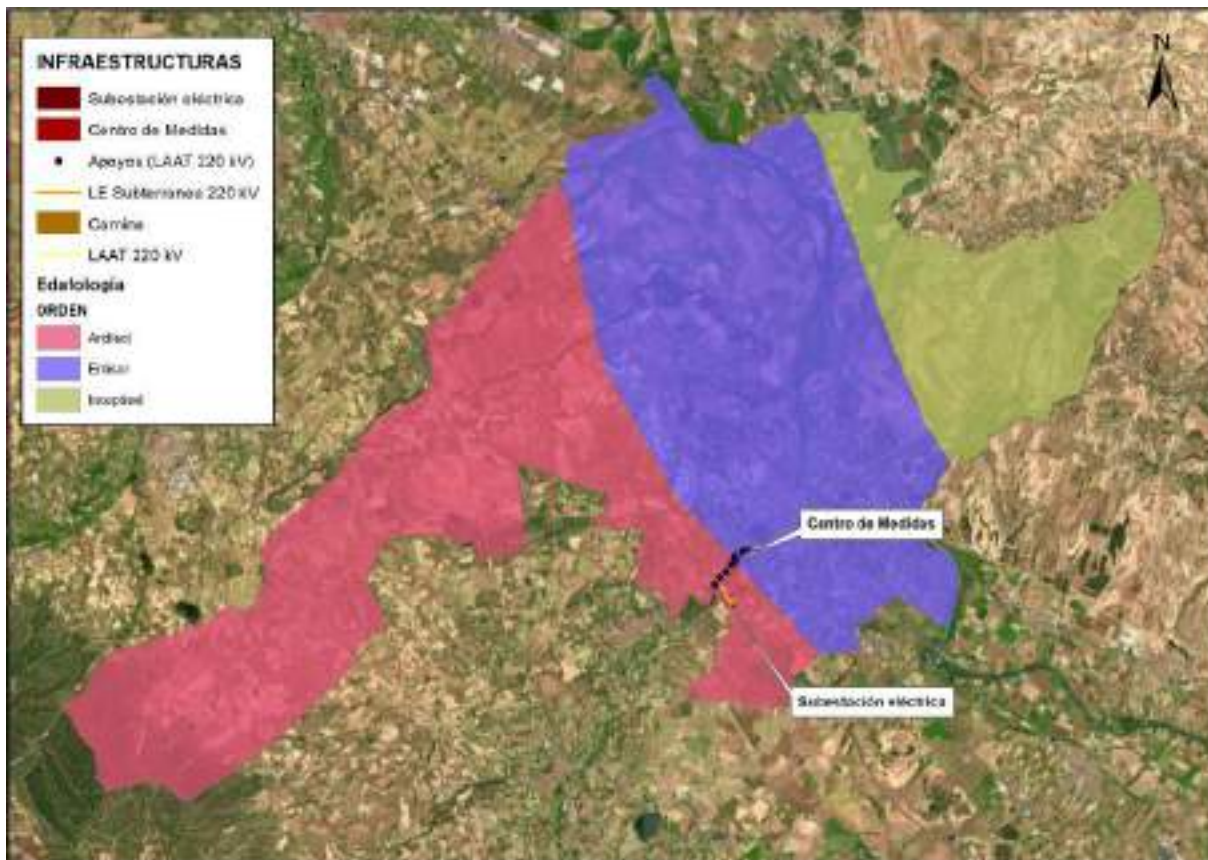 INFRAESTRUCTURAS
Subestación eléctrica
Centro de Medidas
Apoyos (LAAT 220 kV)
LE Subterranea 220 kV
Camino
LAAT 220 kV
Edafología
ORDEN
Aridisol
Entisol
Inceptisol
N
Centro de Medidas
Subestación eléctrica